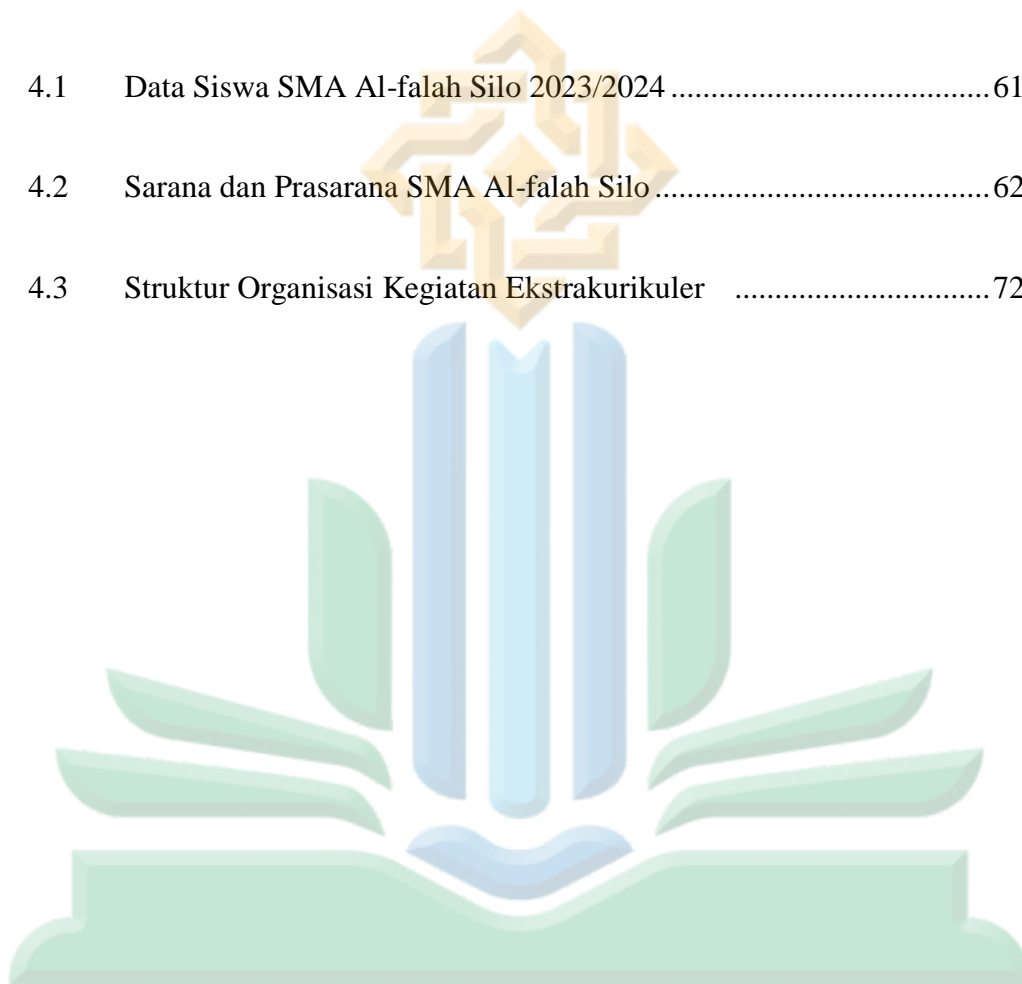 4.1 Data Siswa SMA Al-falah Silo 2023/2024 ....................................61
4.2 Sarana dan Prasarana SMA Al-falah Silo ......................................62
4.3 Struktur Organisasi Kegiatan Ekstrakurikuler .............................72